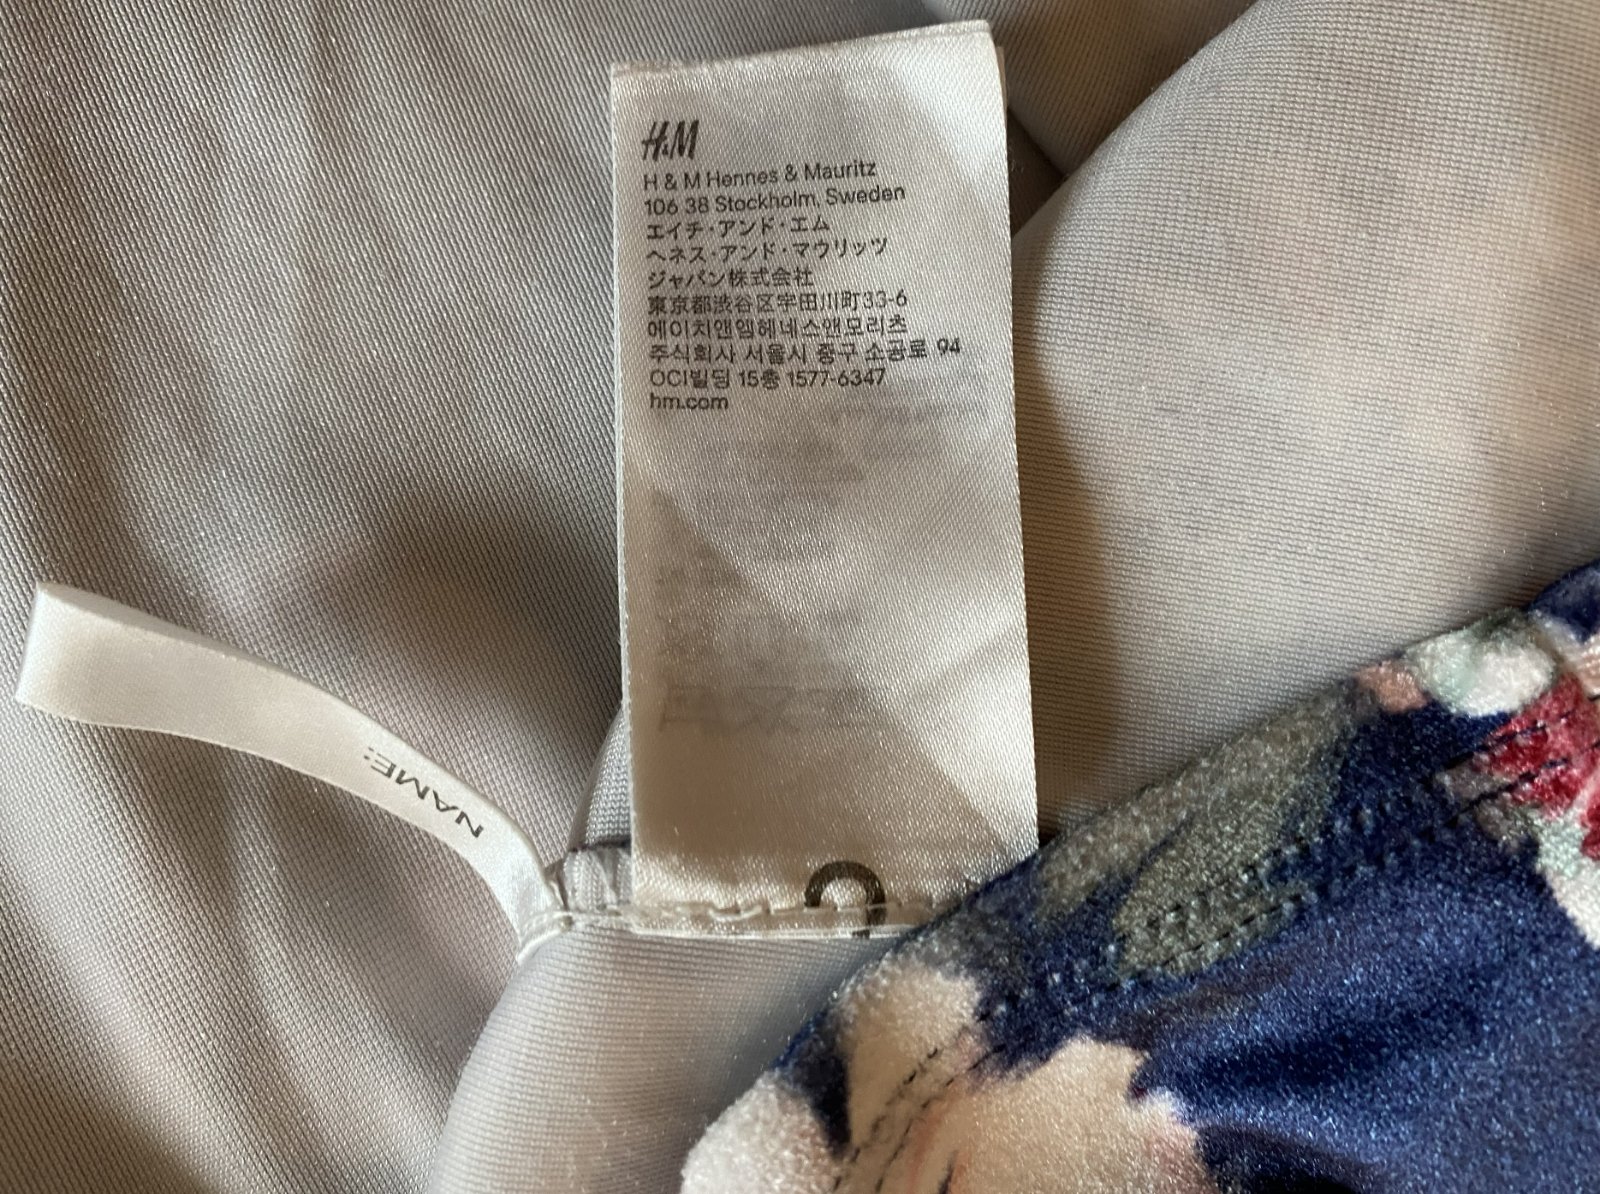 H&M
H & M Hennes & Mauritz
106 38 Stockholm, Sweden
エイチ・アンド・エム
ヘネス・アンド・マウリッツ
ジャパン株式会社
東京都渋谷区宇田川町33-6
에이치앤엠헤네스앤모리츠
주식회사 서울시 중구 소공로 94
OCI빌딩 15층 1577-6347
hm.com
NAME: